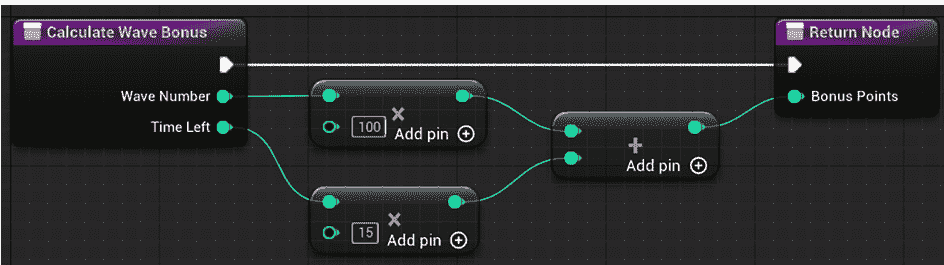 Calculate Wave Bonus
Return Node
Wave Number
Bonus Points
Time Left
100
Add pin
Add pin
15
Add pin